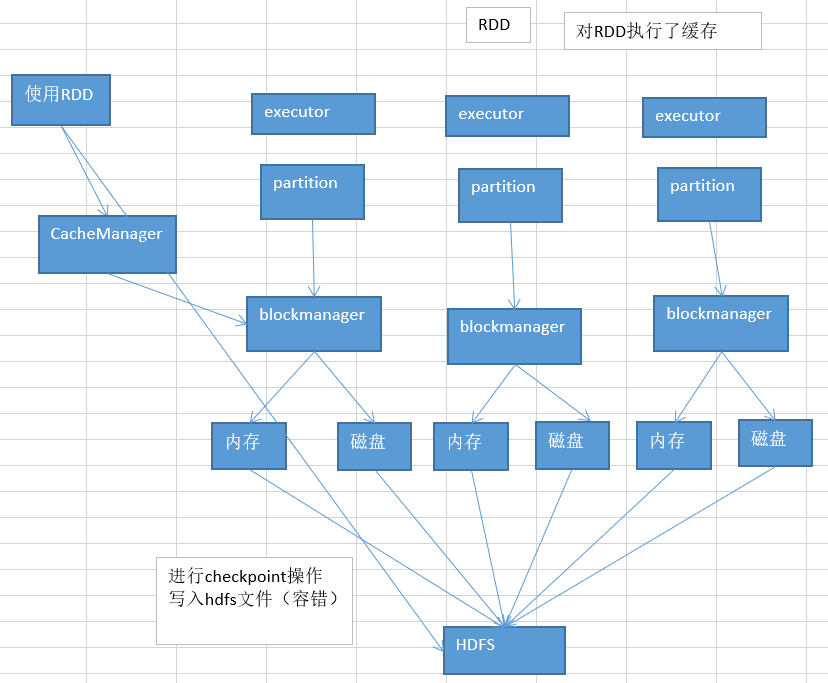 RDD
对RDD执行了缓存
使用RDD
executor
executor
executor
partition
partition
partition
CacheManager
blockmanager
blockmanager
blockmanager
内存
磁盘
内存
磁盘
内存
磁盘
进行checkpoint操作
写入hdfs文件（容错）
HDFS